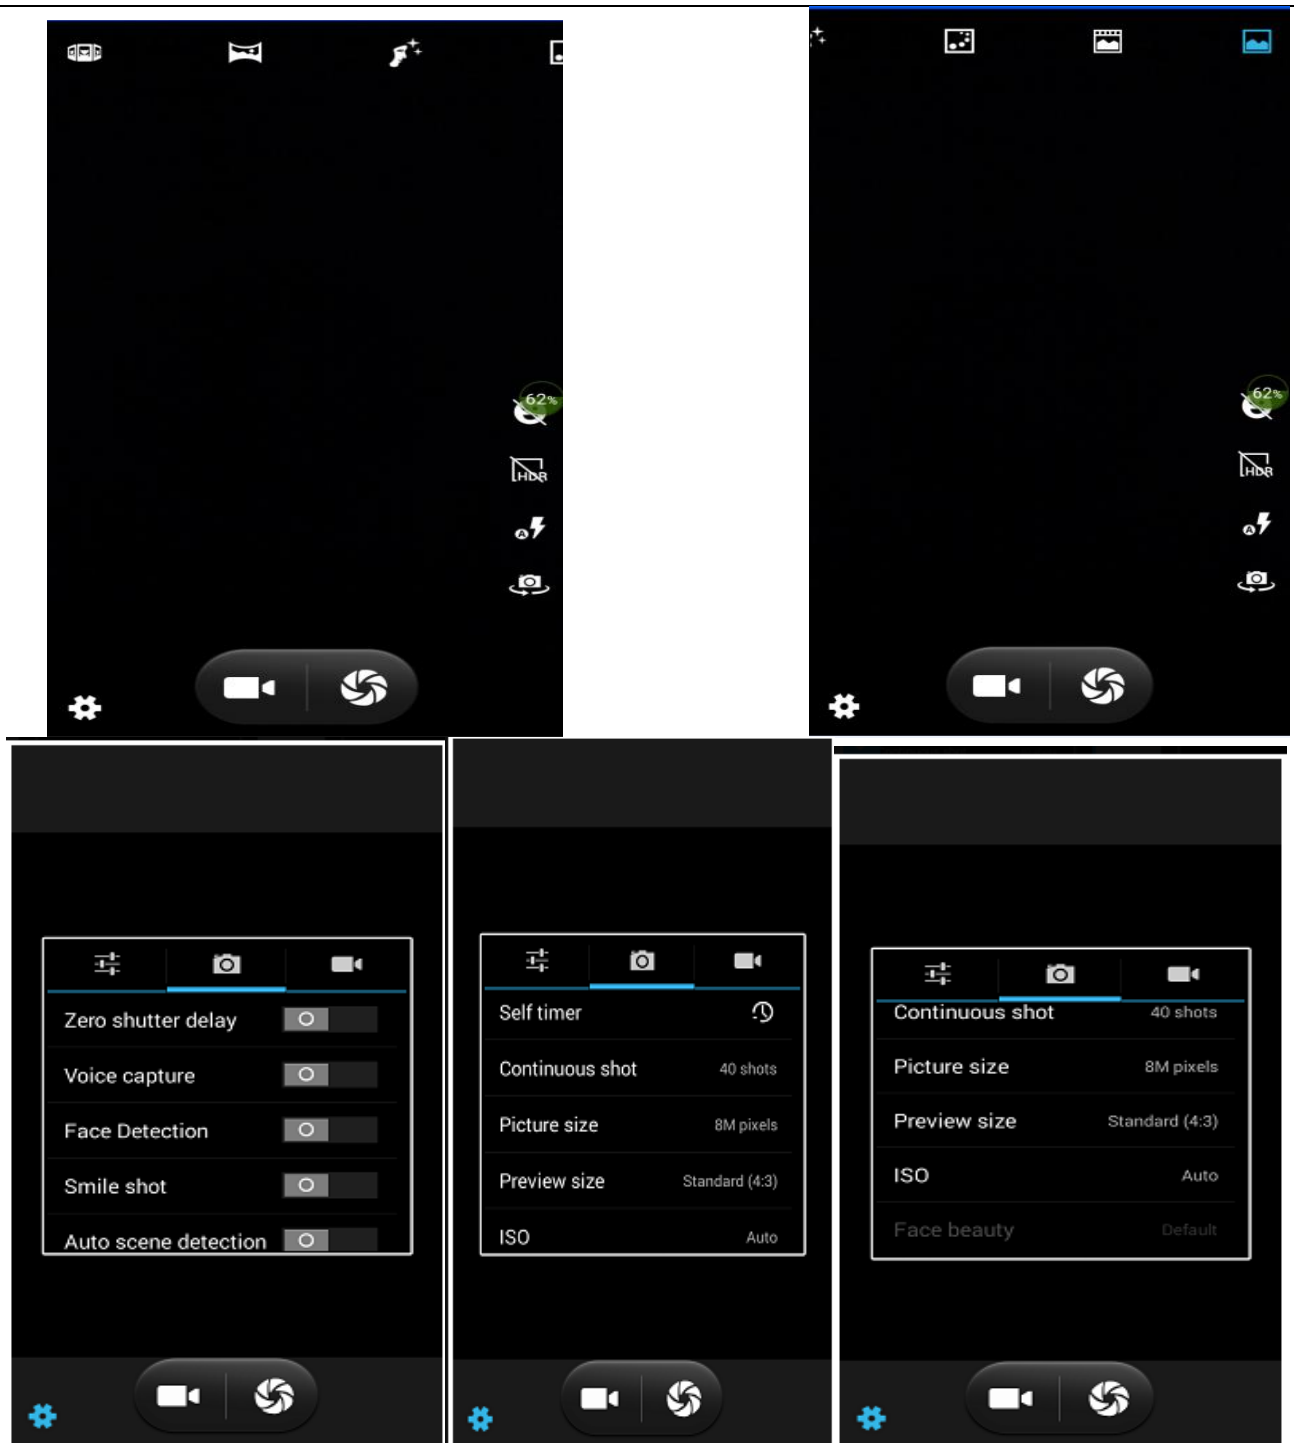 62%
HDR
A
62%
HDR
A
Zero shutter delay
Voice capture
Face Detection
Smile shot
Auto scene detection
Self timer
Continuous shot 40 shots
Picture size 8M pixels
Preview size Standard (4:3)
ISO Auto
Continuous shot 40 shots
Picture size 8M pixels
Preview size Standard (4:3)
ISO Auto
Face beauty Default